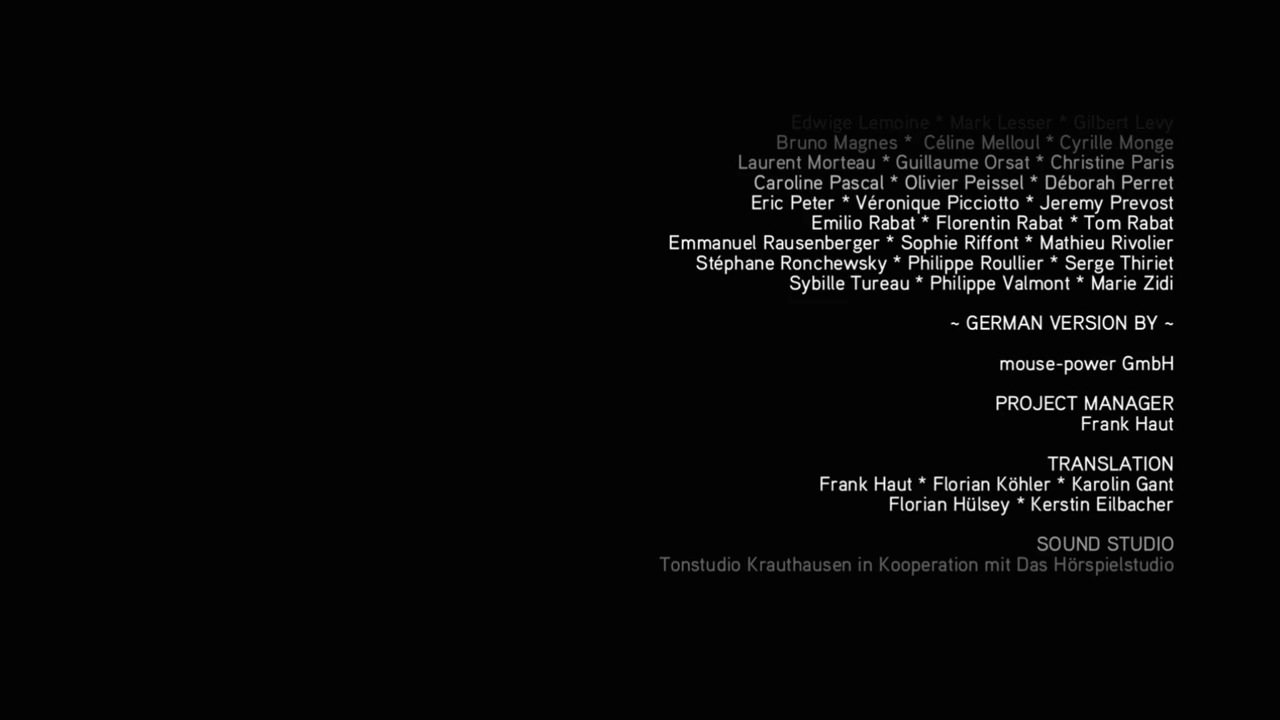 Edwige Lemoine * Mark Lesser * Gilbert Levy
Bruno Magnes * Céline Melloul * Cyrille Monge
Laurent Morteau * Guillaume Orsat * Christine Paris
Caroline Pascal * Olivier Peissel * Déborah Perret
Eric Peter * Véronique Picciotto * Jeremy Prevost
Emilio Rabat * Florentin Rabat * Tom Rabat
Emmanuel Rausenberger * Sophie Riffont * Mathieu Rivolier
Stéphane Ronchewsky * Philippe Roullier * Serge Thiriet
Sybille Tureau * Philippe Valmont * Marie Zidi
~ GERMAN VERSION BY ~
mouse-power GmbH
PROJECT MANAGER
Frank Haut
TRANSLATION
Frank Haut * Florian Köhler * Karolin Gant
Florian Hülsey * Kerstin Eilbacher
SOUND STUDIO
Tonstudio Krauthausen in Kooperation mit Das Hörspielstudio